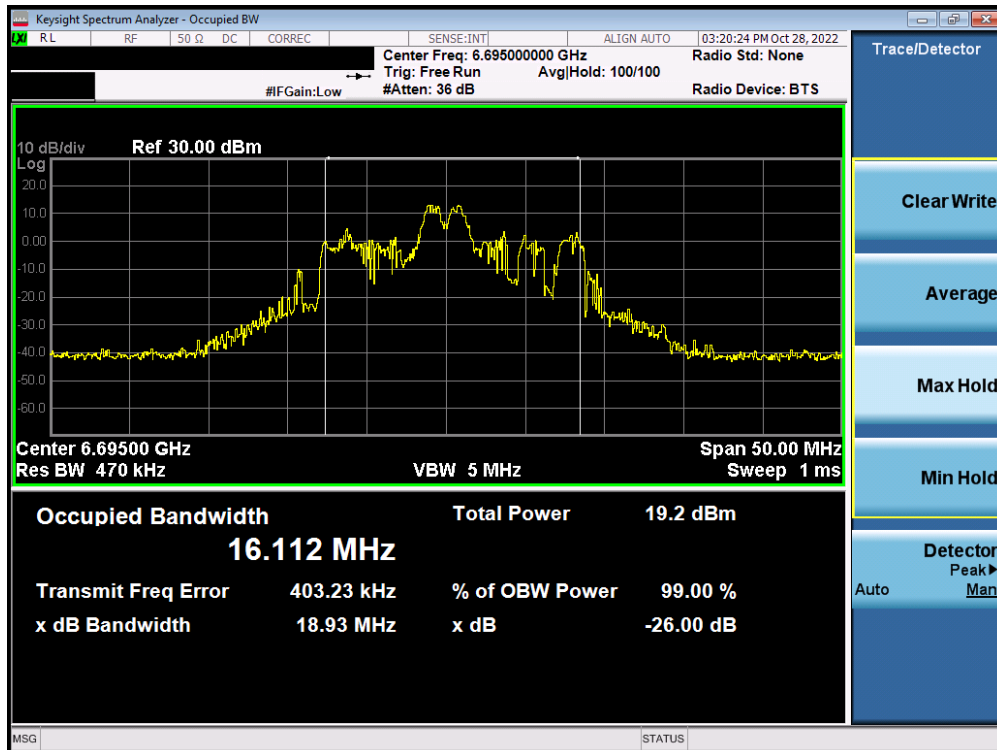 Keysight Spectrum Analyzer - Occupied BW
LXI RL RF 50 Ω DC CORREC SENSE:INT ALIGN AUTO 03:20:24 PM Oct 28, 2022
Center Freq: 6.695000000 GHz Radio Std: None
Trig: Free Run Avg|Hold: 100/100
#IFGain:Low #Atten: 36 dB Radio Device: BTS
10 dB/div Ref 30.00 dBm
Log
20.0
10.0
0.00
-10.0
-20.0
-30.0
-40.0
-50.0
-60.0
Center 6.69500 GHz Span 50.00 MHz
Res BW 470 kHz VBW 5 MHz Sweep 1 ms
Occupied Bandwidth Total Power 19.2 dBm
16.112 MHz
Transmit Freq Error 403.23 kHz % of OBW Power 99.00 %
x dB Bandwidth 18.93 MHz x dB -26.00 dB
MSG STATUS
Trace/Detector
Clear Write
Average
Max Hold
Min Hold
Detector
Peak▶
Auto Man